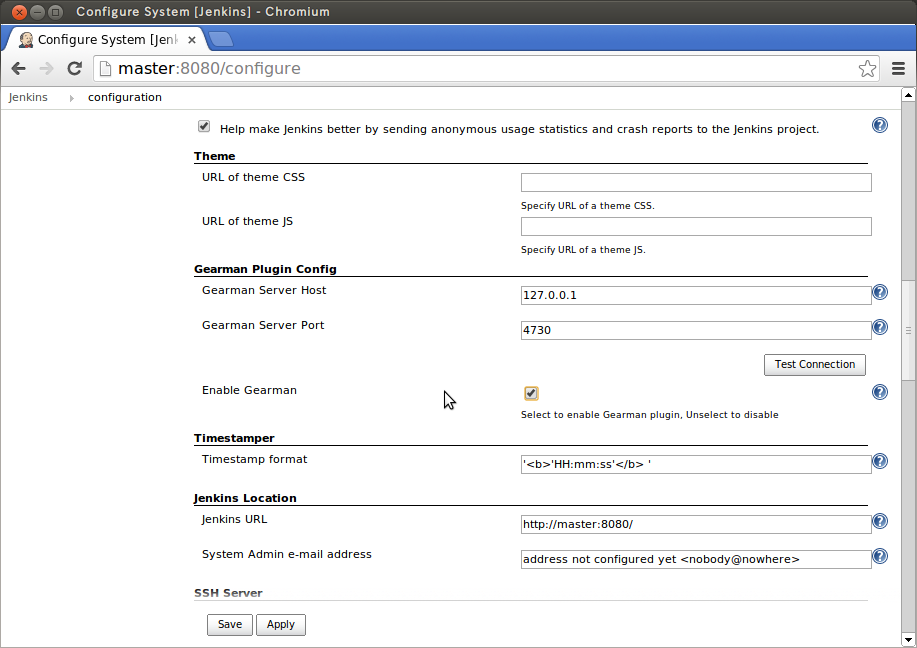 Configure System [Jenkins] - Chromium
Configure System [Jenk
master:8080/configure
Jenkins configuration
Help make Jenkins better by sending anonymous usage statistics and crash reports to the Jenkins project.
Theme
URL of theme CSS
Specify URL of a theme CSS.
URL of theme JS
Specify URL of a theme JS.
Gearman Plugin Config
Gearman Server Host 127.0.0.1
Gearman Server Port 4730
Test Connection
Enable Gearman
Select to enable Gearman plugin, Unselect to disable
Timestamper
Timestamp format '<b>'HH:mm:ss'</b> '
Jenkins Location
Jenkins URL http://master:8080/
System Admin e-mail address address not configured yet <nobody@nowhere>
SSH Server
Save Apply